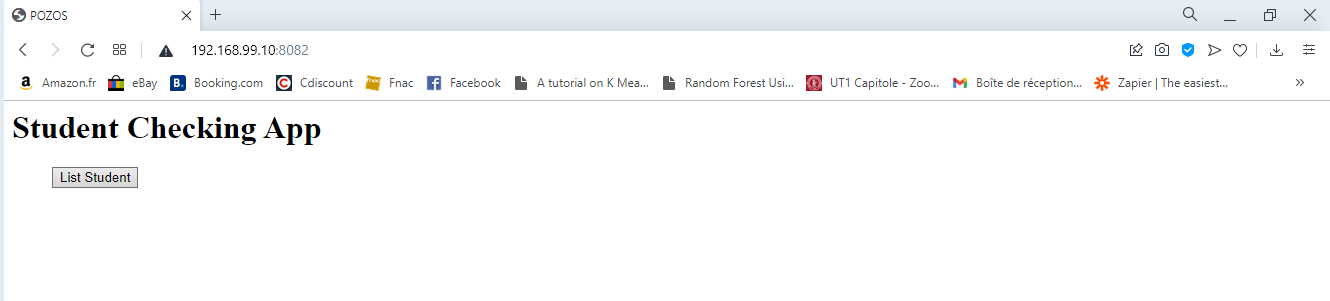 POZOS
192.168.99.10:8082
Amazon.fr eBay B. Booking.com C Cdiscount fnac Fnac f Facebook A tutorial on K Mea... Random Forest Usi... UT1 Capitole - Zoo... M Boîte de réception... Zapier | The easiest... »
Student Checking App
List Student